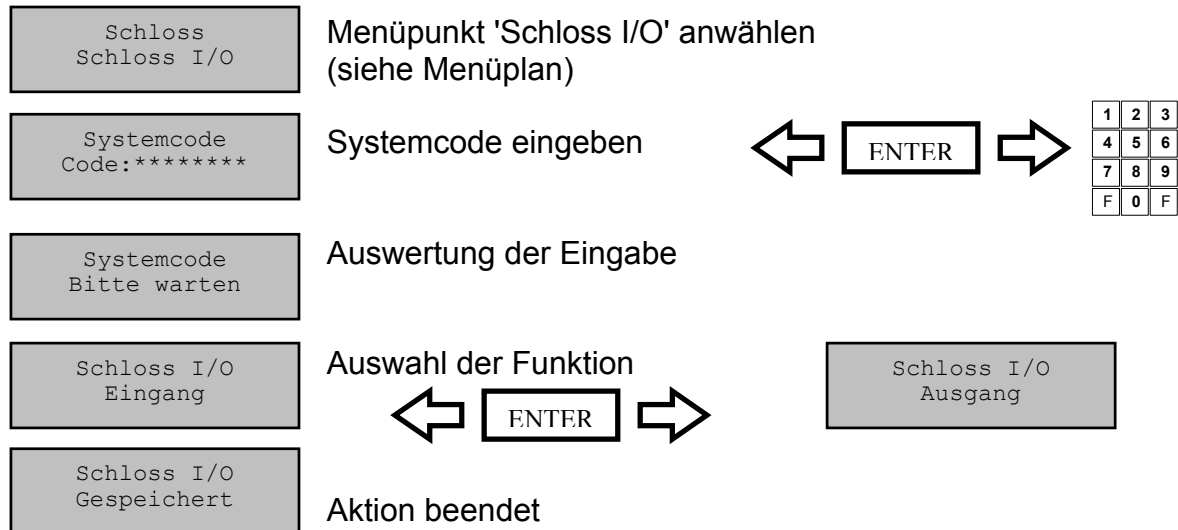 Schloss
Schloss I/O
Menüpunkt 'Schloss I/O' anwählen
(siehe Menüplan)
Systemcode
Code:********
Systemcode eingeben
ENTER
1 2 3
4 5 6
7 8 9
F 0 F
Systemcode
Bitte warten
Auswertung der Eingabe
Schloss I/O
Eingang
Auswahl der Funktion
ENTER
Schloss I/O
Ausgang
Schloss I/O
Gespeichert
Aktion beendet